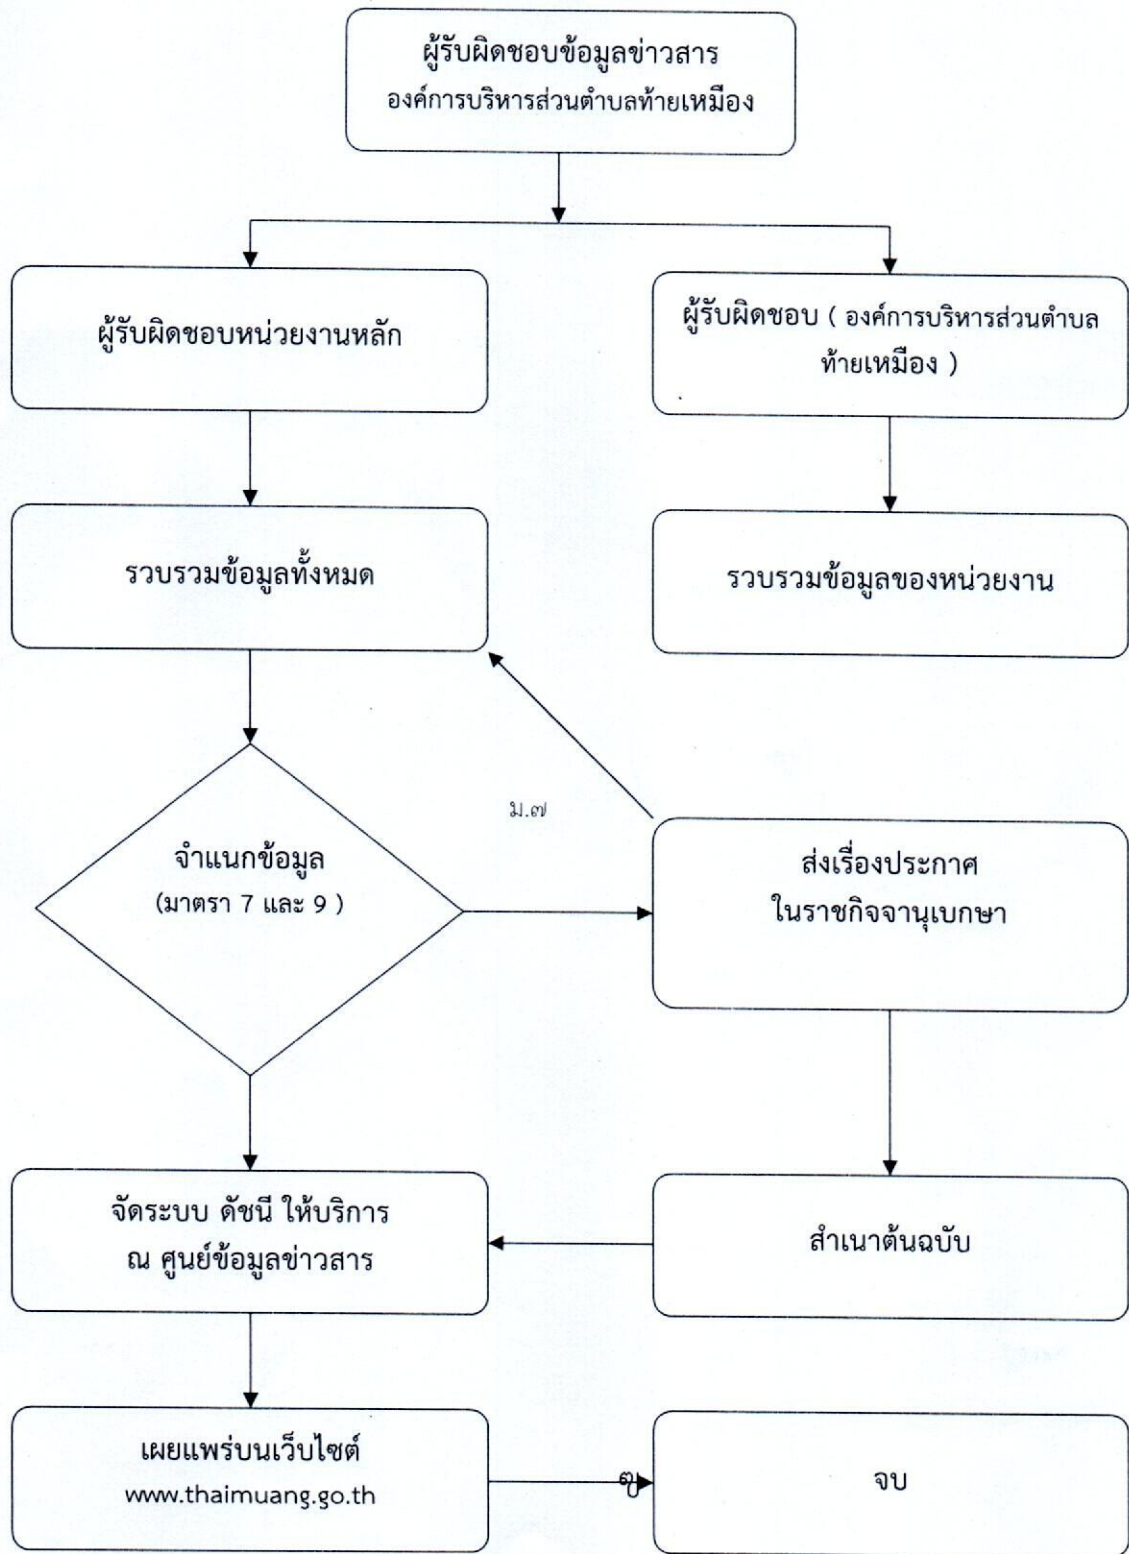 ผู้รับผิดชอบข้อมูลข่าวสาร
องค์การบริหารส่วนตำบลท้ายเหมือง
ผู้รับผิดชอบหน่วยงานหลัก
ผู้รับผิดชอบ ( องค์การบริหารส่วนตำบล
ท้ายเหมือง )
รวบรวมข้อมูลทั้งหมด
รวบรวมข้อมูลของหน่วยงาน
ม.๗
จำแนกข้อมูล
(มาตรา 7 และ 9 )
ส่งเรื่องประกาศ
ในราชกิจจานุเบกษา
จัดระบบ ดัชนี ให้บริการ
ณ ศูนย์ข้อมูลข่าวสาร
สำเนาต้นฉบับ
เผยแพร่บนเว็บไซต์
www.thaimuang.go.th
จบ